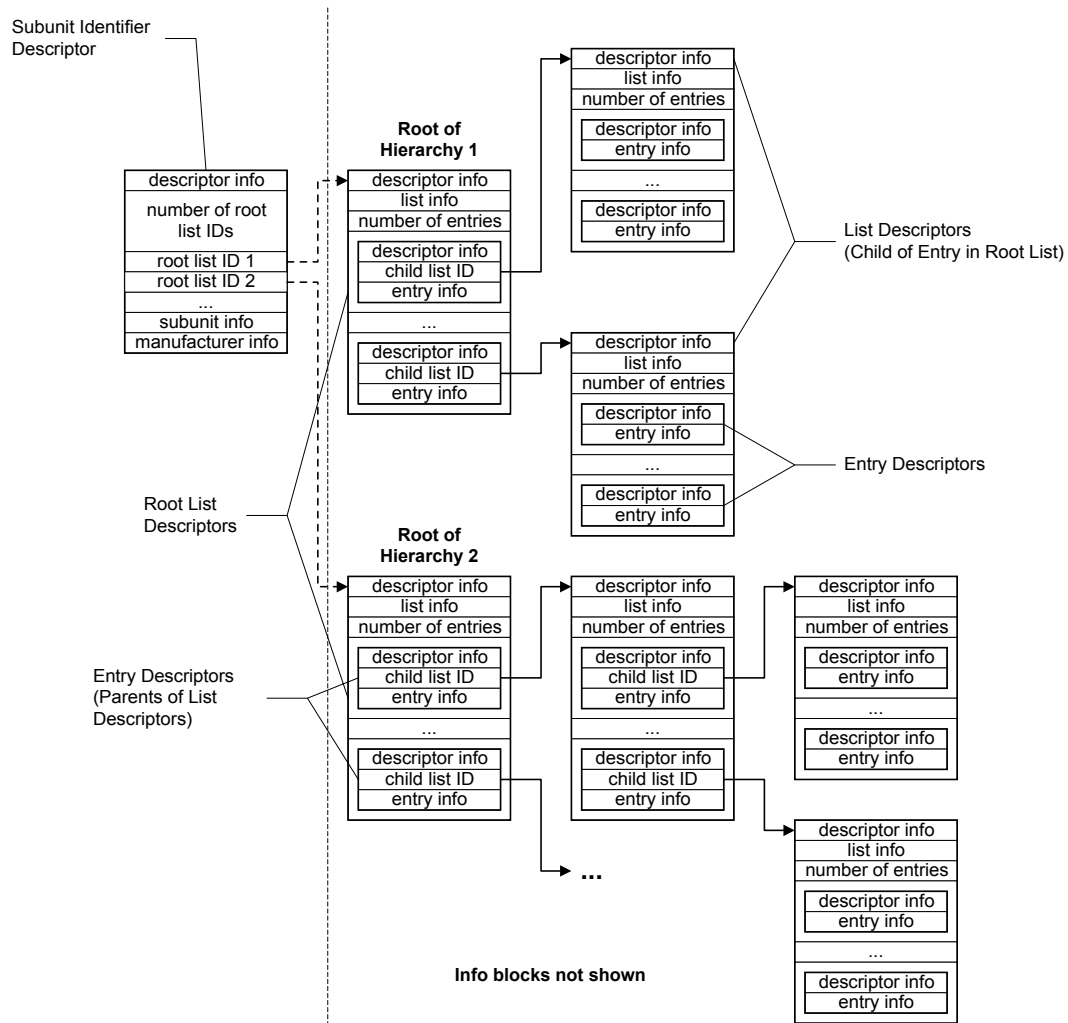 Subunit Identifier
Descriptor
descriptor info
number of root
list IDs
root list ID 1
root list ID 2
...
subunit info
manufacturer info
Root of
Hierarchy 1
descriptor info
list info
number of entries
descriptor info
child list ID
entry info
...
descriptor info
child list ID
entry info
descriptor info
list info
number of entries
descriptor info
entry info
...
descriptor info
entry info
List Descriptors
(Child of Entry in Root List)
descriptor info
list info
number of entries
descriptor info
entry info
...
descriptor info
entry info
Entry Descriptors
Root List
Descriptors
Root of
Hierarchy 2
descriptor info
list info
number of entries
descriptor info
child list ID
entry info
...
descriptor info
child list ID
entry info
Entry Descriptors
(Parents of List
Descriptors)
descriptor info
list info
number of entries
descriptor info
child list ID
entry info
...
descriptor info
child list ID
entry info
...
descriptor info
list info
number of entries
descriptor info
entry info
...
descriptor info
entry info
descriptor info
list info
number of entries
descriptor info
entry info
...
descriptor info
entry info
Info blocks not shown